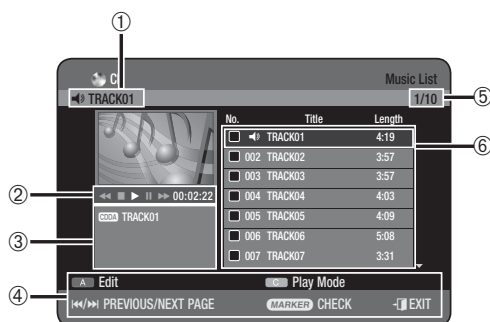 ①
C Music List
TRACK01 1/10 ⑤
No. Title Length
TRACK01 4:19 ⑥
002 TRACK02 3:57
003 TRACK03 3:57
② 00:02:22 004 TRACK04 4:03
③ CDDA TRACK01 005 TRACK05 4:09
006 TRACK06 5:08
007 TRACK07 3:31
④ A Edit C Play Mode
PREVIOUS/NEXT PAGE MARKER CHECK EXIT